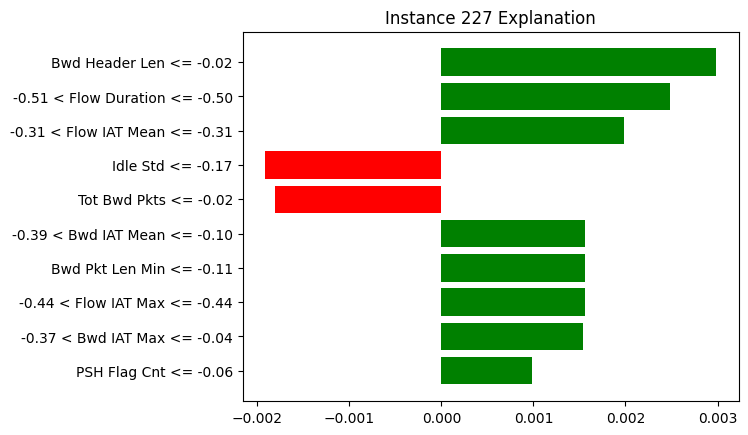 Instance 227 Explanation
Bwd Header Len <= -0.02
-0.51 < Flow Duration <= -0.50
-0.31 < Flow IAT Mean <= -0.31
Idle Std <= -0.17
Tot Bwd Pkts <= -0.02
-0.39 < Bwd IAT Mean <= -0.10
Bwd Pkt Len Min <= -0.11
-0.44 < Flow IAT Max <= -0.44
-0.37 < Bwd IAT Max <= -0.04
PSH Flag Cnt <= -0.06
−0.002 −0.001 0.000 0.001 0.002 0.003